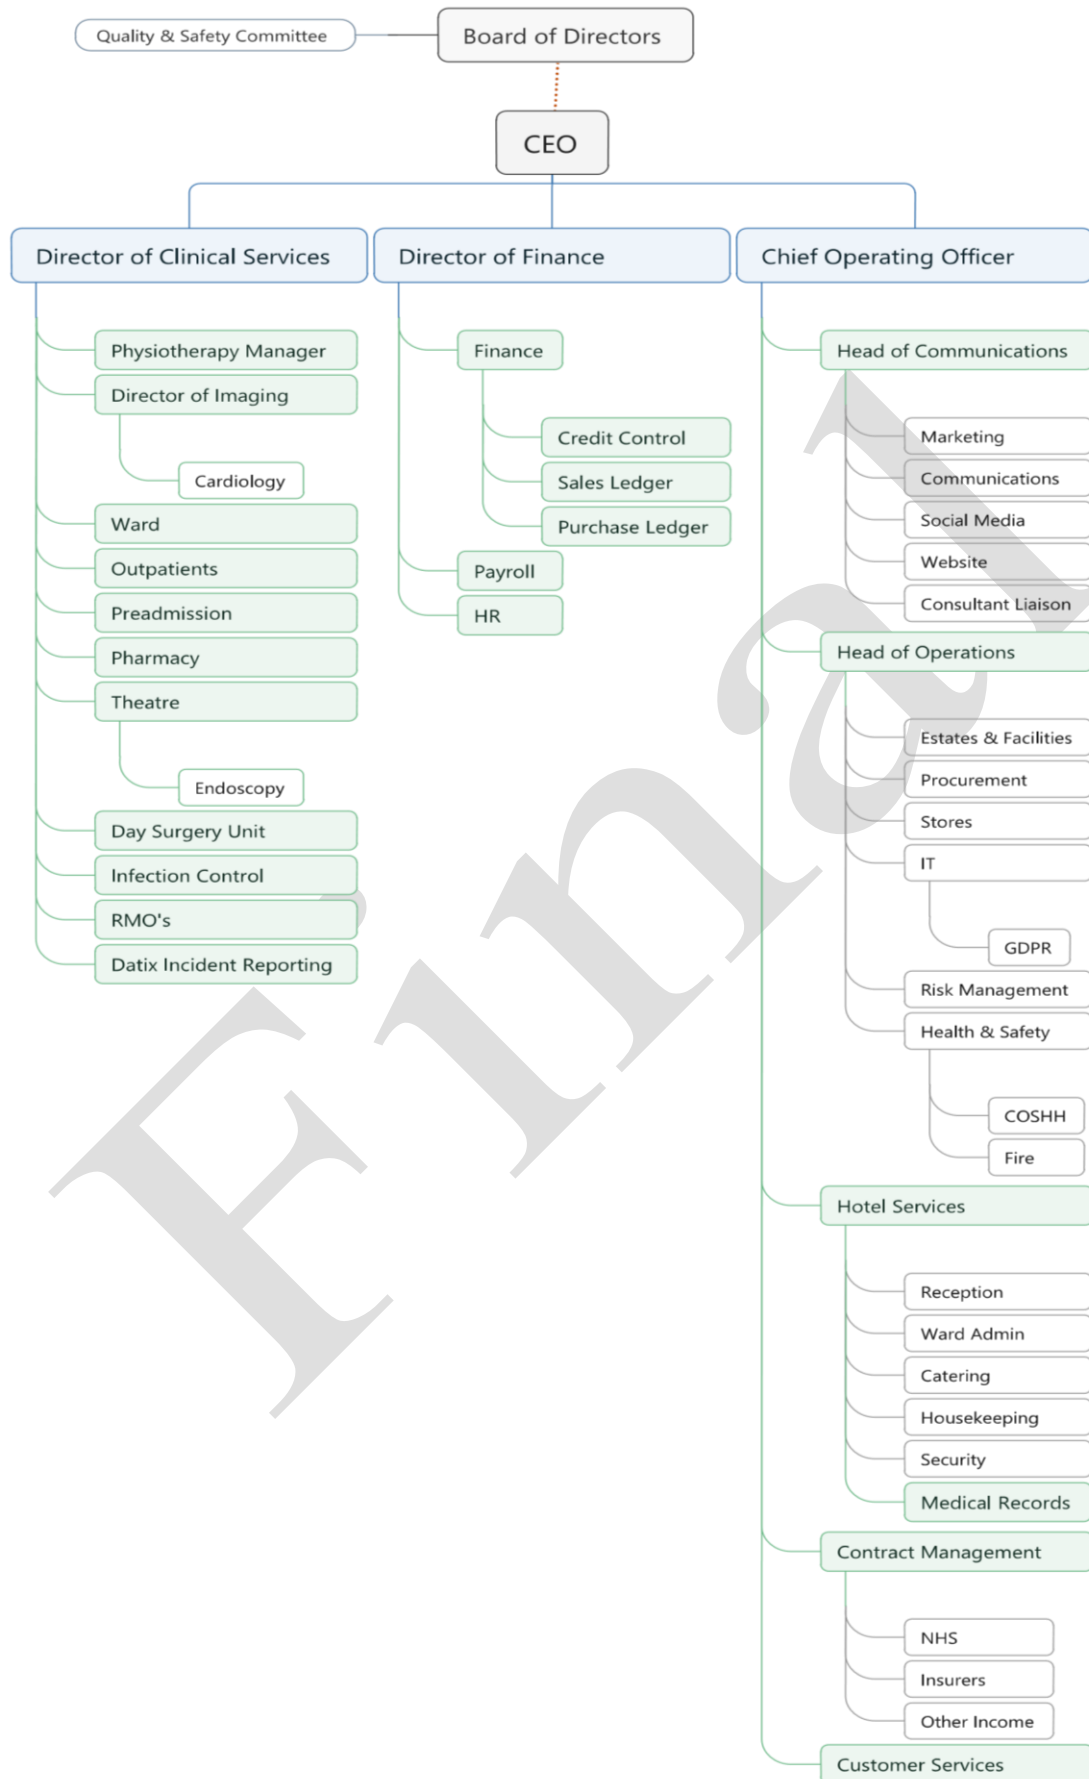 Quality & Safety Committee
Board of Directors
CEO
Director of Clinical Services
Physiotherapy Manager
Director of Imaging
Cardiology
Ward
Outpatients
Preadmission
Pharmacy
Theatre
Endoscopy
Day Surgery Unit
Infection Control
RMO's
Datix Incident Reporting
Director of Finance
Finance
Credit Control
Sales Ledger
Purchase Ledger
Payroll
HR
Chief Operating Officer
Head of Communications
Marketing
Communications
Social Media
Website
Consultant Liaison
Head of Operations
Estates & Facilities
Procurement
Stores
IT
GDPR
Risk Management
Health & Safety
COSHH
Fire
Hotel Services
Reception
Ward Admin
Catering
Housekeeping
Security
Medical Records
Contract Management
NHS
Insurers
Other Income
Customer Services
Final